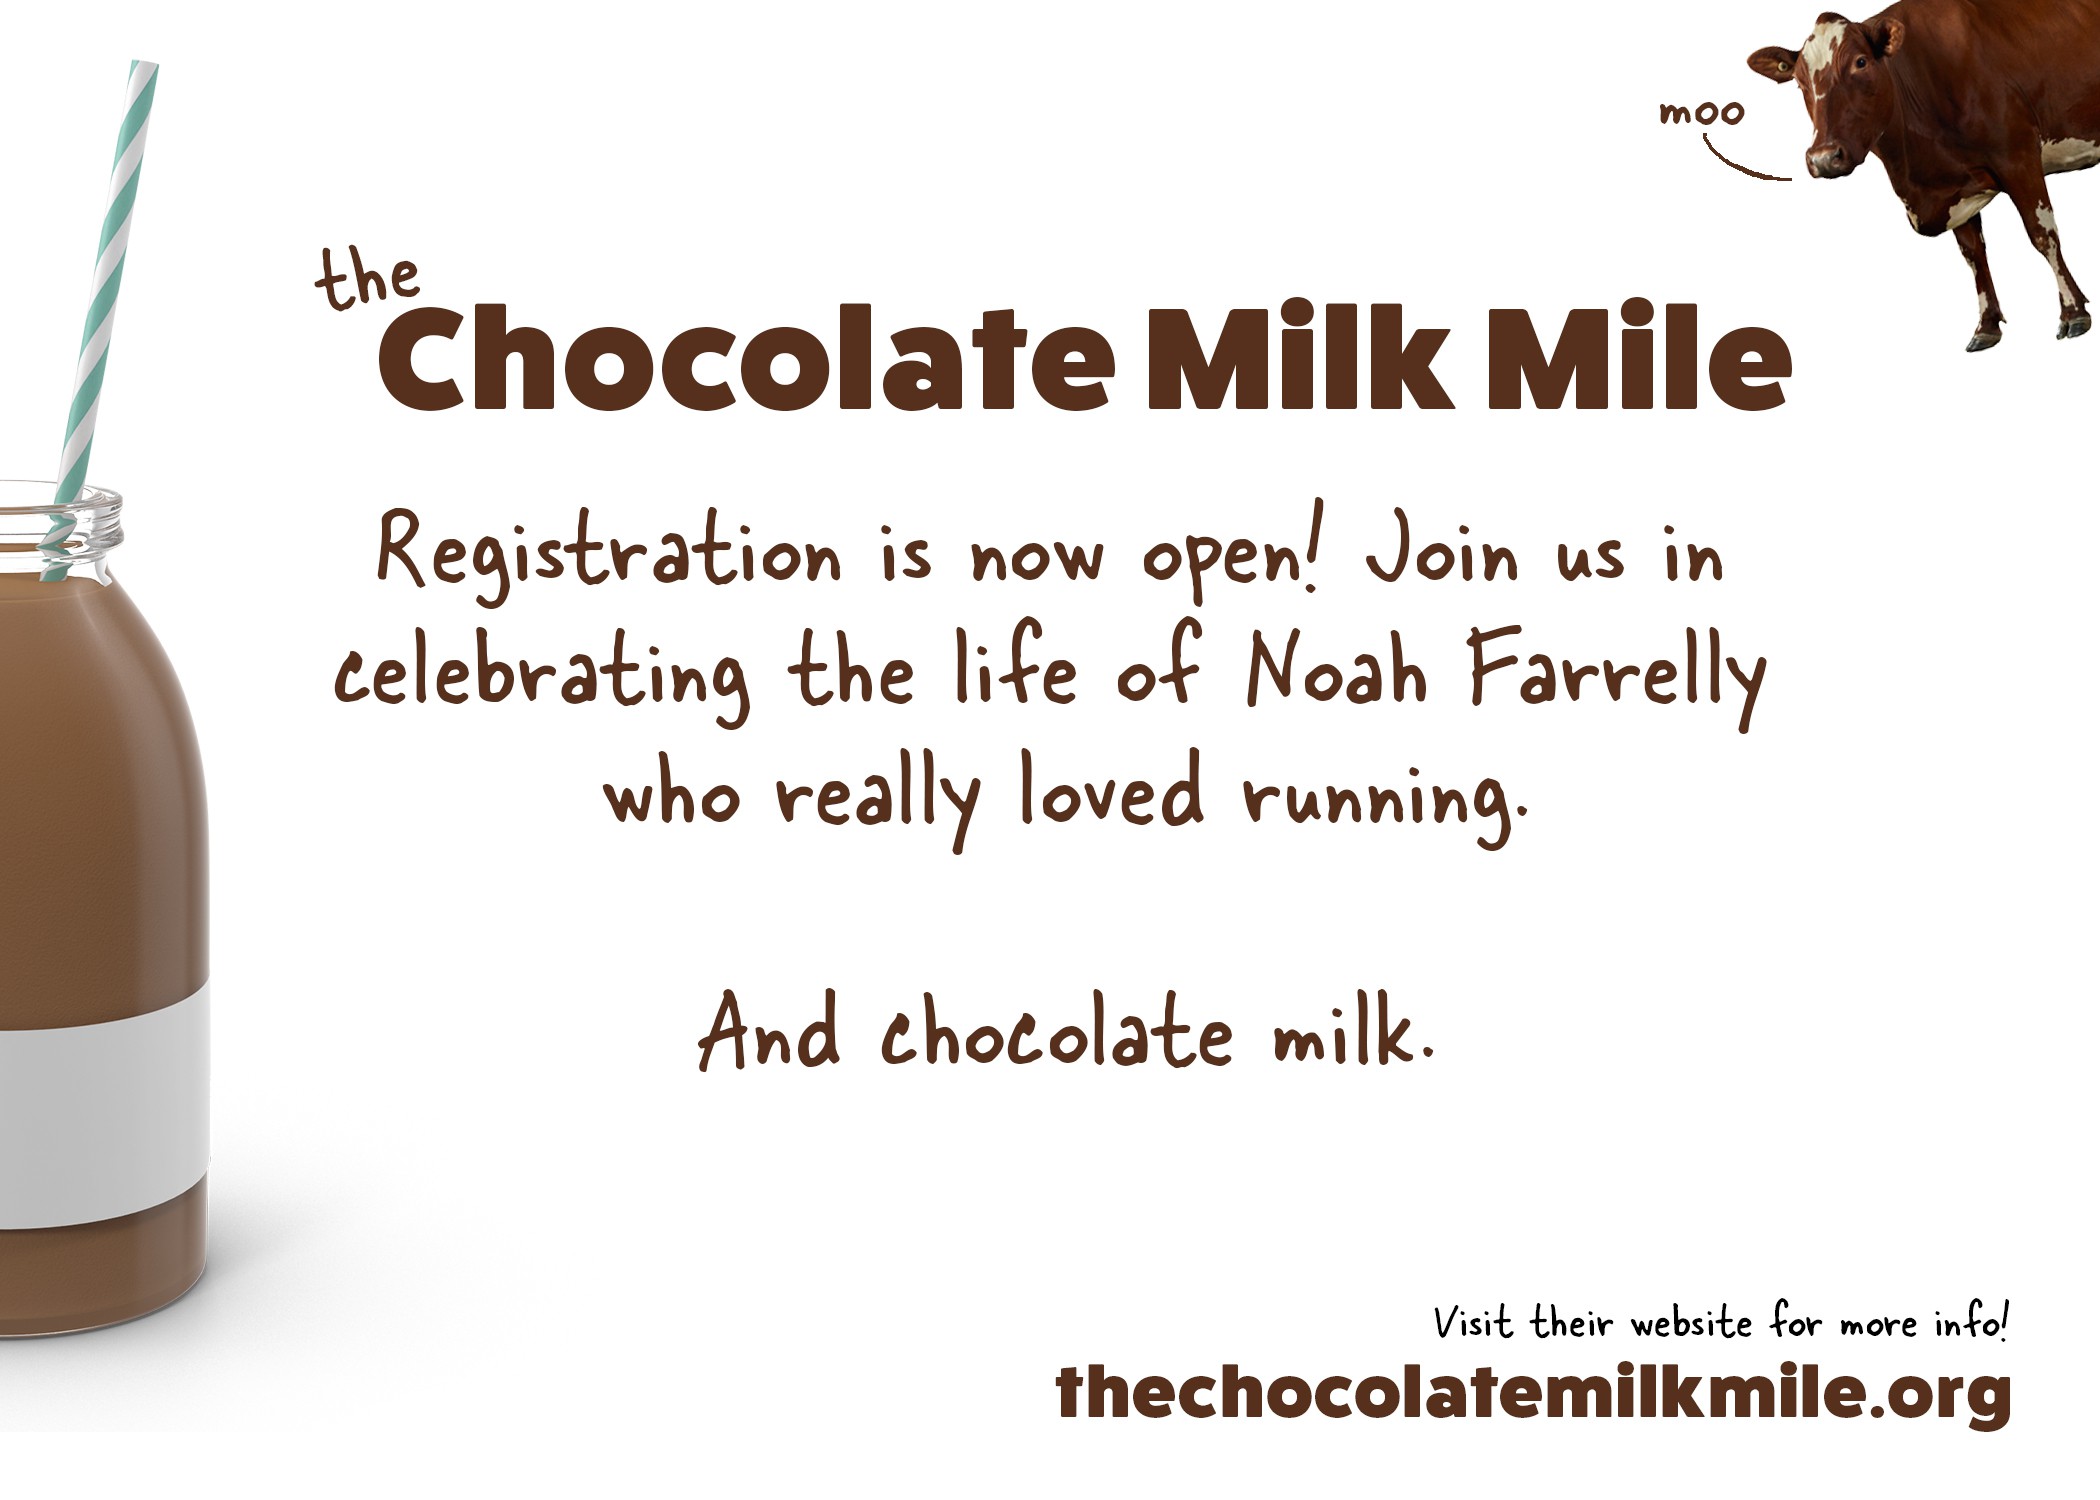 moo
the
Chocolate Milk Mile
Registration is now open! Join us in
celebrating the life of Noah Farrelly
who really loved running.
And chocolate milk.
Visit their website for more info!
thechocolatemilkmile.org